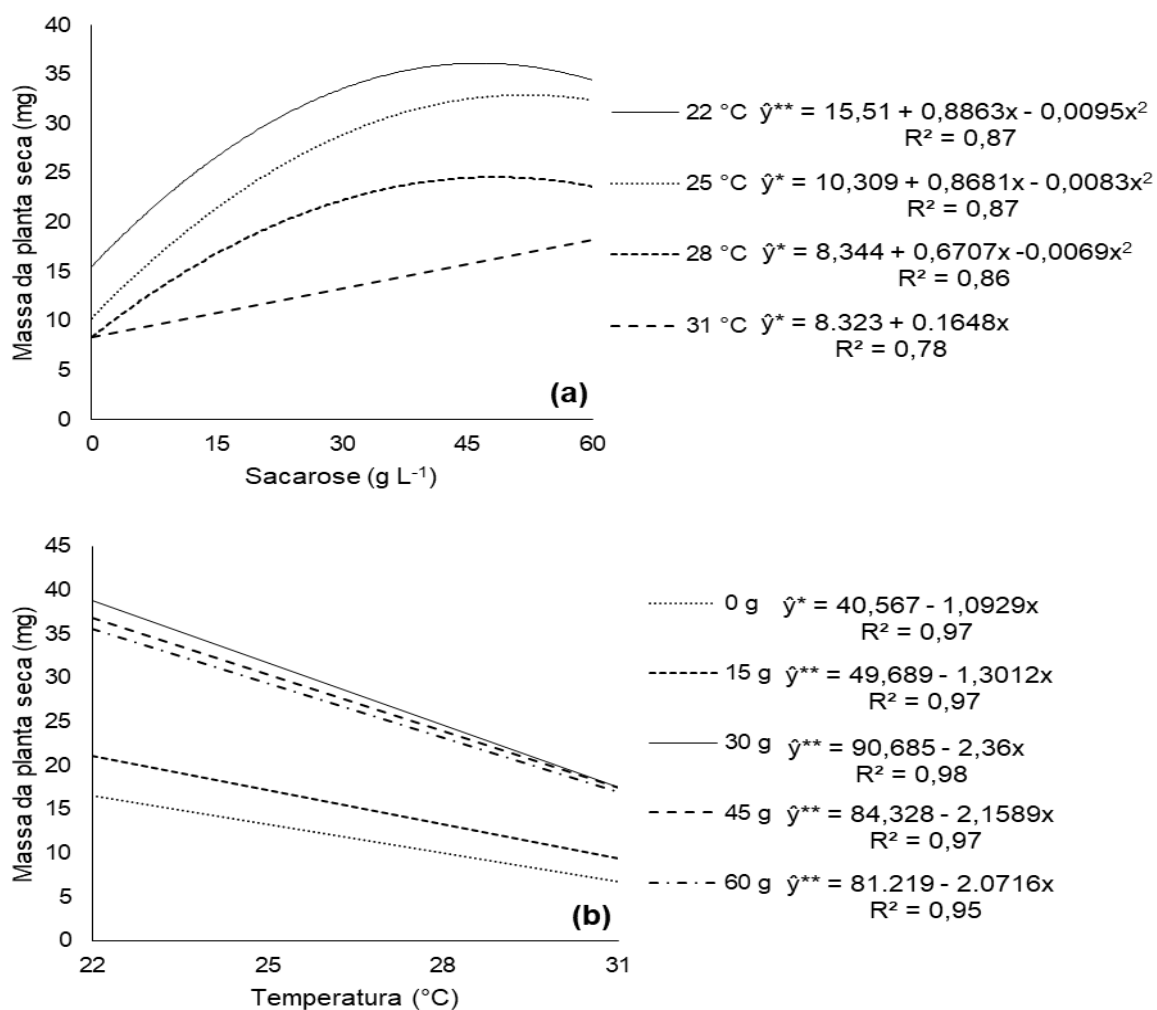 40
35
30
25
20
15
10
5
0
Massa da planta seca (mg)
0 15 30 45 60
Sacarose (g L-1)
(a)
22 °C ŷ** = 15,51 + 0,8863x - 0,0095x²
R² = 0,87
25 °C ŷ* = 10,309 + 0,8681x - 0,0083x²
R² = 0,87
28 °C ŷ* = 8,344 + 0,6707x -0,0069x²
R² = 0,86
31 °C ŷ* = 8.323 + 0.1648x
R² = 0,78
45
40
35
30
25
20
15
10
5
0
Massa da planta seca (mg)
22 25 28 31
Temperatura (°C)
(b)
0 g ŷ* = 40,567 - 1,0929x
R² = 0,97
15 g ŷ** = 49,689 - 1,3012x
R² = 0,97
30 g ŷ** = 90,685 - 2,36x
R² = 0,98
45 g ŷ** = 84,328 - 2,1589x
R² = 0,97
60 g ŷ** = 81.219 - 2.0716x
R² = 0,95